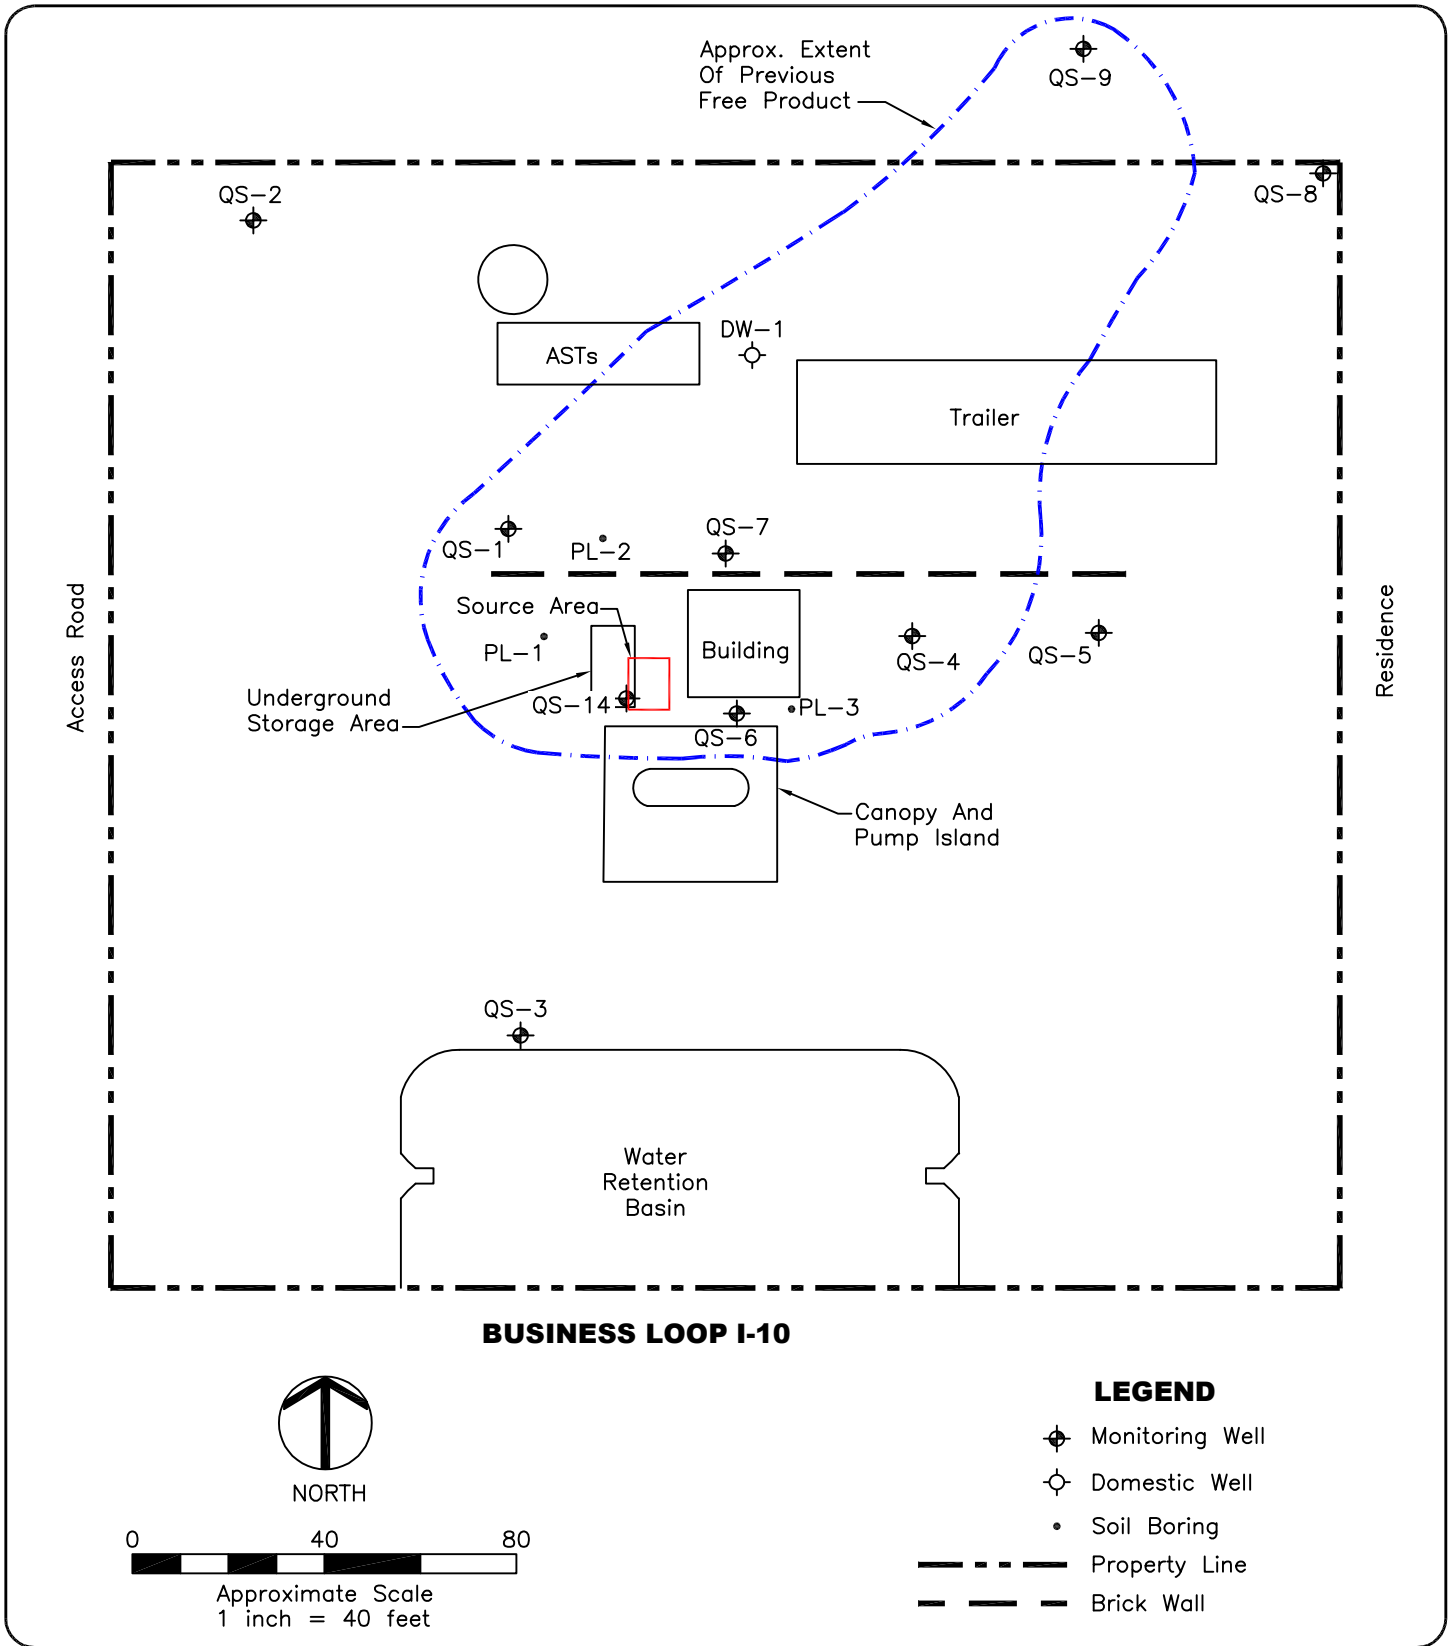 Approx. Extent
Of Previous
Free Product
QS-9
QS-2
QS-8
ASTs
DW-1
Trailer
QS-1
PL-2
QS-7
Source Area
PL-1
Building
QS-4
QS-5
Access Road
Residence
Underground
Storage Area
QS-14
PL-3
QS-6
Canopy And
Pump Island
QS-3
Water
Retention
Basin
BUSINESS LOOP I-10
NORTH
0 40 80
Approximate Scale
1 inch = 40 feet
LEGEND
Monitoring Well
Domestic Well
Soil Boring
Property Line
Brick Wall